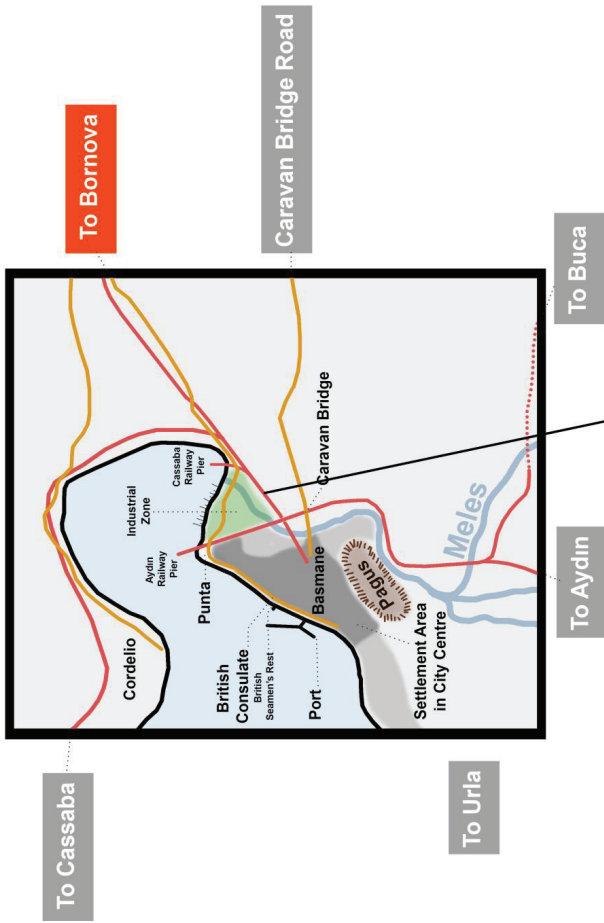 To Cassaba
To Bornova
Caravan Bridge Road
Cordelio
Industrial
Zone
Cassaba
Railway
Pier
Aydın
Railway
Pier
Punta
British
Consulate
British
Seamen's Rest
Port
Basmane
Caravan Bridge
Pagus
Settlement Area
in City Centre
Meles
To Urla
To Aydın
To Buca